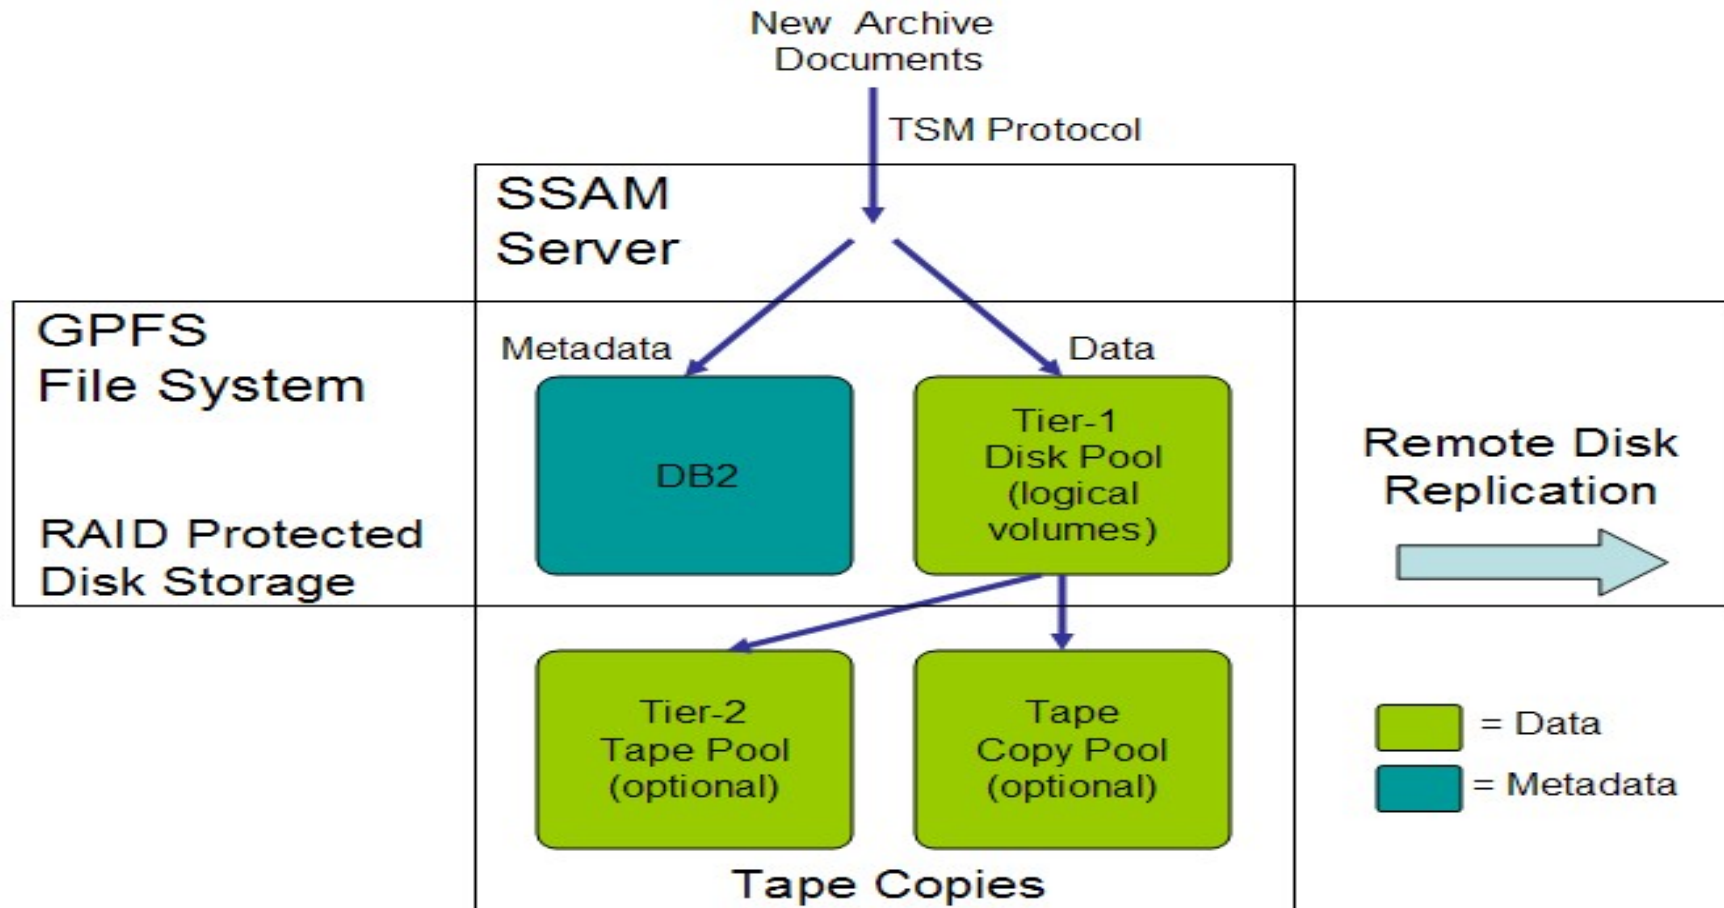 New Archive
Documents
TSM Protocol
SSAM
Server
GPFS
File System
Metadata
Data
RAID Protected
Disk Storage
DB2
Tier-1
Disk Pool
(logical
volumes)
Remote Disk
Replication
Tier-2
Tape Pool
(optional)
Tape
Copy Pool
(optional)
= Data
= Metadata
Tape Copies